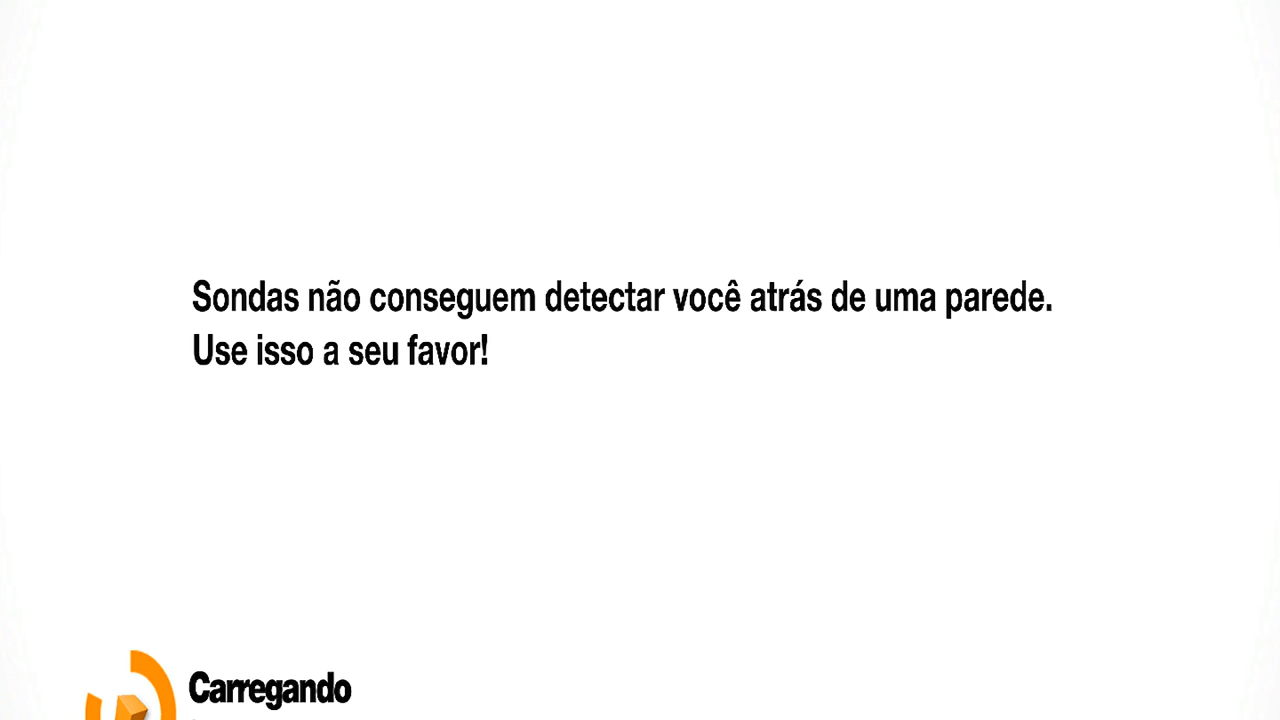 Sondas não conseguem detectar você atrás de uma parede.
Use isso a seu favor!
Carregando